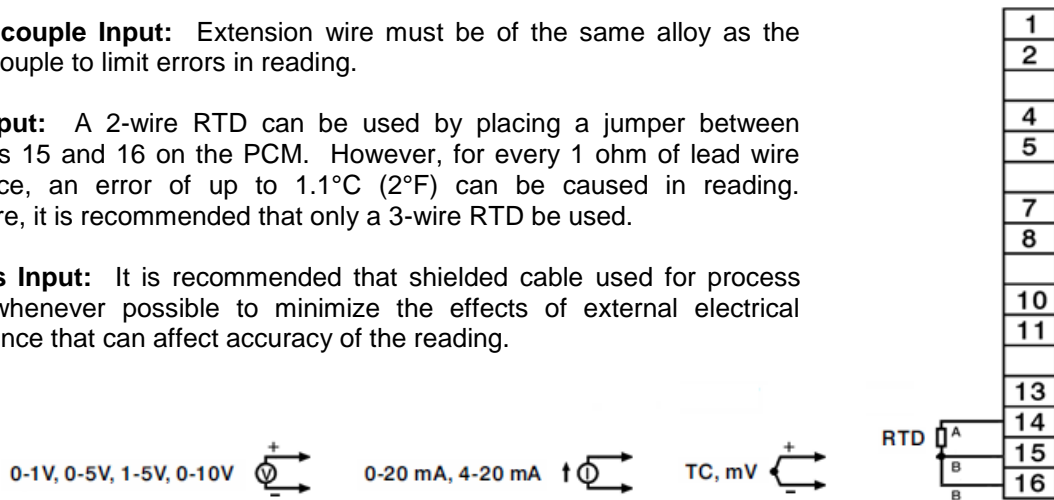 couple Input: Extension wire must be of the same alloy as the
ouple to limit errors in reading.
put: A 2-wire RTD can be used by placing a jumper between
s 15 and 16 on the PCM. However, for every 1 ohm of lead wire
ce, an error of up to 1.1°C (2°F) can be caused in reading.
re, it is recommended that only a 3-wire RTD be used.
s Input: It is recommended that shielded cable used for process
whenever possible to minimize the effects of external electrical
nce that can affect accuracy of the reading.
1
2
4
5
7
8
10
11
13
14
15
16
RTD A
B
B
0-1V, 0-5V, 1-5V, 0-10V + V -
0-20 mA, 4-20 mA I
TC, mV + -